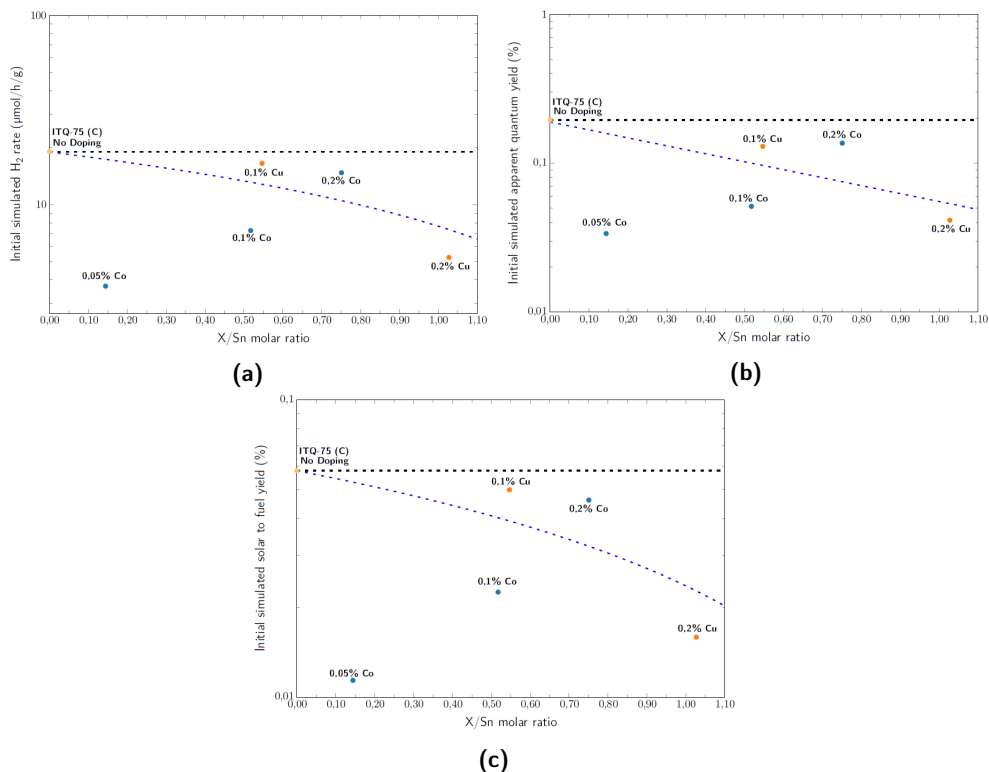 Initial simulated H₂ rate (µmol/h/g)
100
10
ITQ-75 (C)
No Doping
0.1% Cu
0.2% Co
0.1% Co
0.05% Co
0.2% Cu
0,00 0,10 0,20 0,30 0,40 0,50 0,60 0,70 0,80 0,90 1,00 1,10
X/Sn molar ratio
(a)
Initial simulated apparent quantum yield (%)
1
0,1
0,01
ITQ-75 (C)
No Doping
0.1% Cu
0.2% Co
0.1% Co
0.05% Co
0.2% Cu
0,00 0,10 0,20 0,30 0,40 0,50 0,60 0,70 0,80 0,90 1,00 1,10
X/Sn molar ratio
(b)
Initial simulated solar to fuel yield (%)
0,1
0,01
ITQ-75 (C)
No Doping
0,1% Cu
0,2% Co
0,1% Co
0,2% Cu
0,05% Co
0,00 0,10 0,20 0,30 0,40 0,50 0,60 0,70 0,80 0,90 1,00 1,10
X/Sn molar ratio
(c)